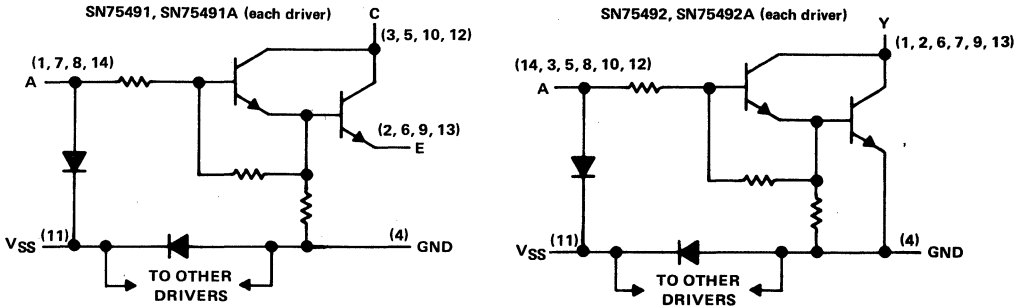 SN75491, SN75491A (each driver)
C
(3, 5, 10, 12)
(1, 7, 8, 14)
A
(2, 6, 9, 13)
E
VSS (11)
(4) GND
TO OTHER
DRIVERS
SN75492, SN75492A (each driver)
Y
(1, 2, 6, 7, 9, 13)
(14, 3, 5, 8, 10, 12)
A
VSS (11)
(4) GND
TO OTHER
DRIVERS